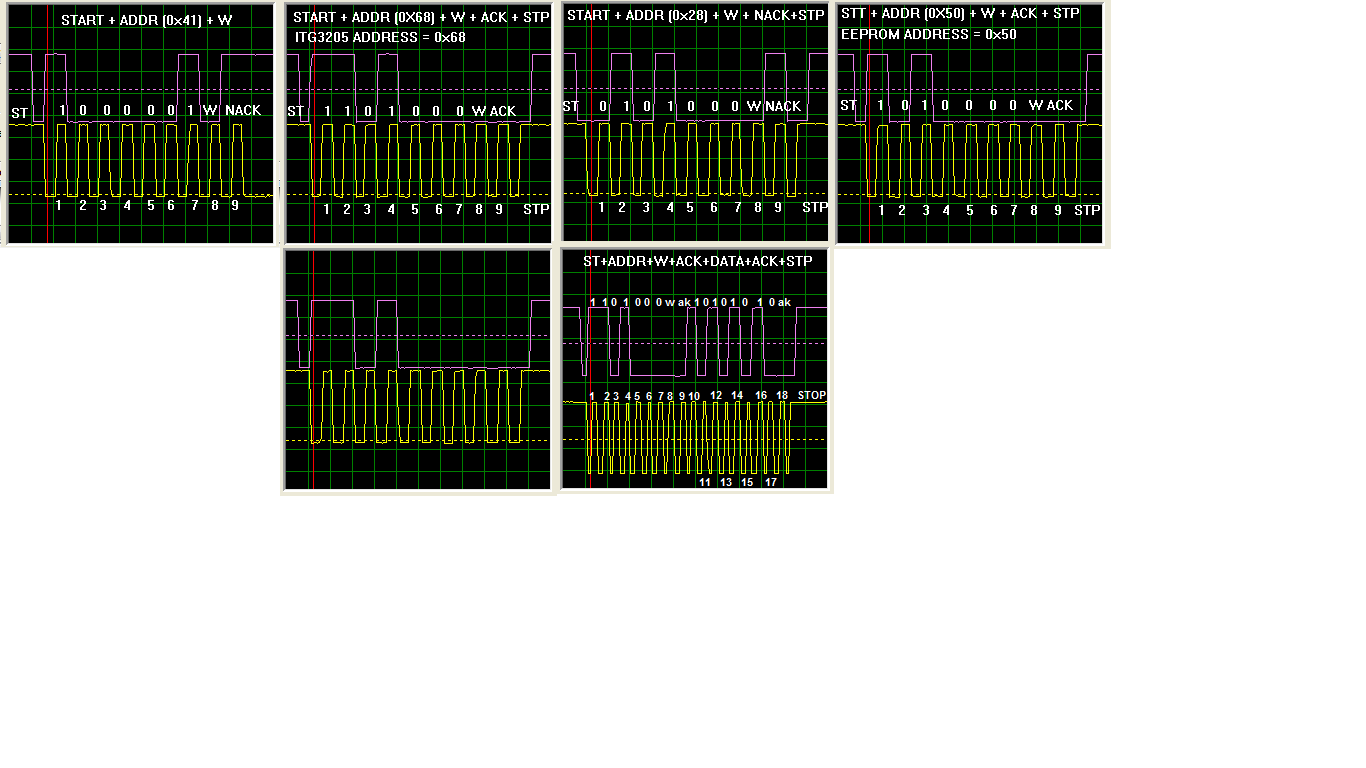 START + ADDR (0x41) + W
ST 1 0 0 0 0 0 1 W NACK
1 2 3 4 5 6 7 8 9
START + ADDR (0X68) + W + ACK + STP
ITG3205 ADDRESS = 0x68
ST 1 1 0 1 0 0 0 W ACK
1 2 3 4 5 6 7 8 9 STP
START + ADDR (0x28) + W + NACK+STP
ST 0 1 0 1 0 0 0 W NACK
1 2 3 4 5 6 7 8 9 STP
STT + ADDR (0X50) + W + ACK + STP
EEPROM ADDRESS = 0x50
ST 1 0 1 0 0 0 0 W ACK
1 2 3 4 5 6 7 8 9 STP
ST+ADDR+W+ACK+DATA+ACK+STP
1 1 0 1 0 0 0 w ak 1 0 1 0 1 0 1 0 ak
1 2 3 4 5 6 7 8 9 10 12 14 16 18 STOP
11 13 15 17